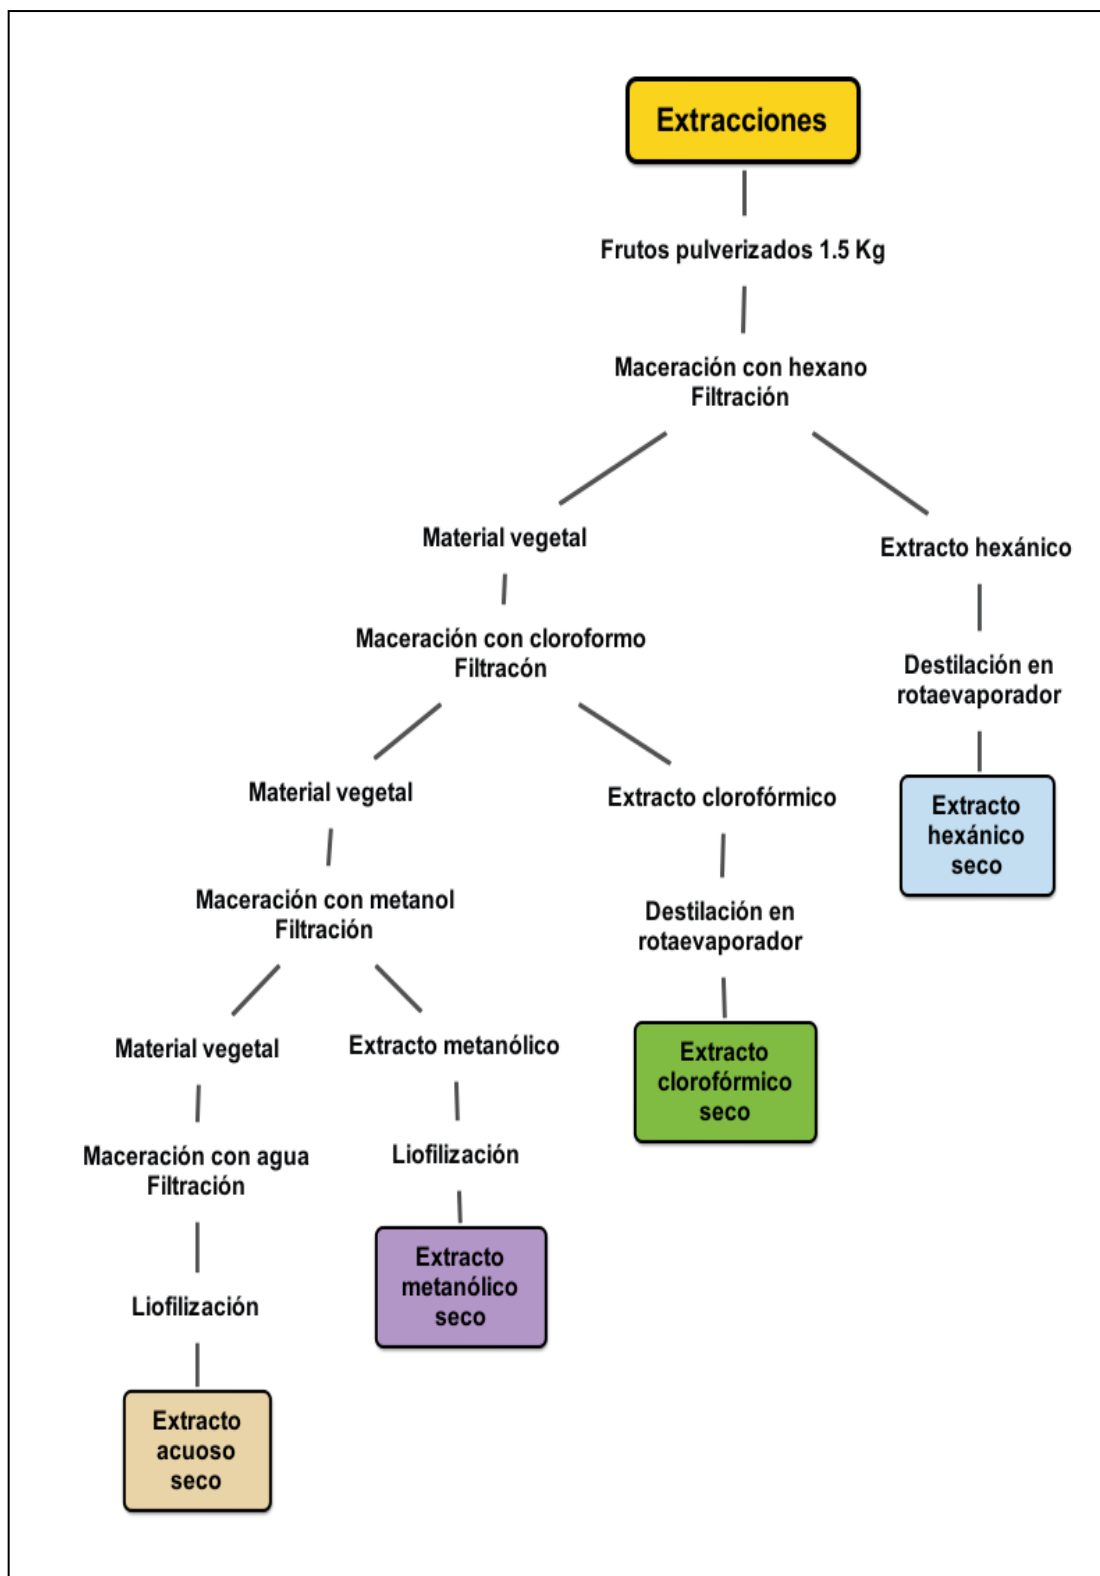 Extracciones
Frutos pulverizados 1.5 Kg
Maceración con hexano
Filtración
Material vegetal
Extracto hexánico
Maceración con cloroformo
Filtracón
Destilación en
rotaevaporador
Material vegetal
Extracto clorofórmico
Extracto
hexánico
seco
Maceración con metanol
Filtración
Destilación en
rotaevaporador
Material vegetal
Extracto metanólico
Extracto
clorofórmico
seco
Maceración con agua
Filtración
Liofilización
Extracto
metanólico
seco
Liofilización
Extracto
acuoso
seco